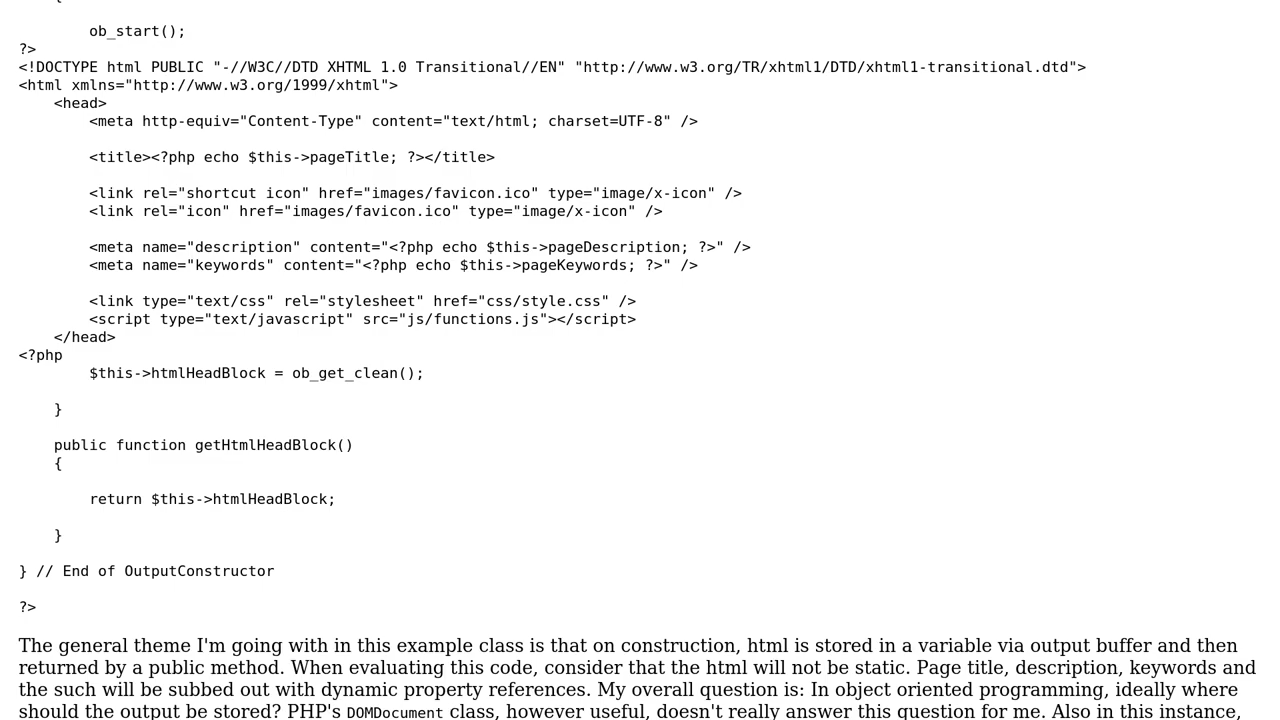 ob_start();
?>
<!DOCTYPE html PUBLIC "-//W3C//DTD XHTML 1.0 Transitional//EN" "http://www.w3.org/TR/xhtml1/DTD/xhtml1-transitional.dtd">
<html xmlns="http://www.w3.org/1999/xhtml">
    <head>
        <meta http-equiv="Content-Type" content="text/html; charset=UTF-8" />
        <title><?php echo $this->pageTitle; ?></title>
        <link rel="shortcut icon" href="images/favicon.ico" type="image/x-icon" />
        <link rel="icon" href="images/favicon.ico" type="image/x-icon" />
        <meta name="description" content="<?php echo $this->pageDescription; ?>" />
        <meta name="keywords" content="<?php echo $this->pageKeywords; ?>" />
        <link type="text/css" rel="stylesheet" href="css/style.css" />
        <script type="text/javascript" src="js/functions.js"></script>
    </head>
<?php
        $this->htmlHeadBlock = ob_get_clean();
    }
    public function getHtmlHeadBlock()
    {
        return $this->htmlHeadBlock;
    }
} // End of OutputConstructor
?>
The general theme I'm going with in this example class is that on construction, html is stored in a variable via output buffer and then
returned by a public method. When evaluating this code, consider that the html will not be static. Page title, description, keywords and
the such will be subbed out with dynamic property references. My overall question is: In object oriented programming, ideally where
should the output be stored? PHP's DOMDocument class, however useful, doesn't really answer this question for me. Also in this instance,